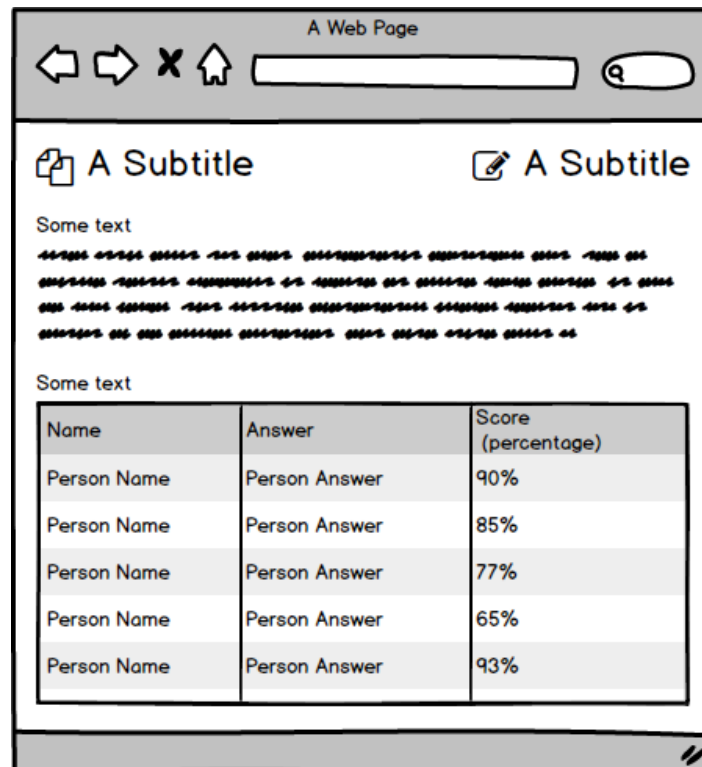 A Web Page
A Subtitle
A Subtitle
Some text
Some text
Name Answer Score
(percentage)
Person Name Person Answer 90%
Person Name Person Answer 85%
Person Name Person Answer 77%
Person Name Person Answer 65%
Person Name Person Answer 93%